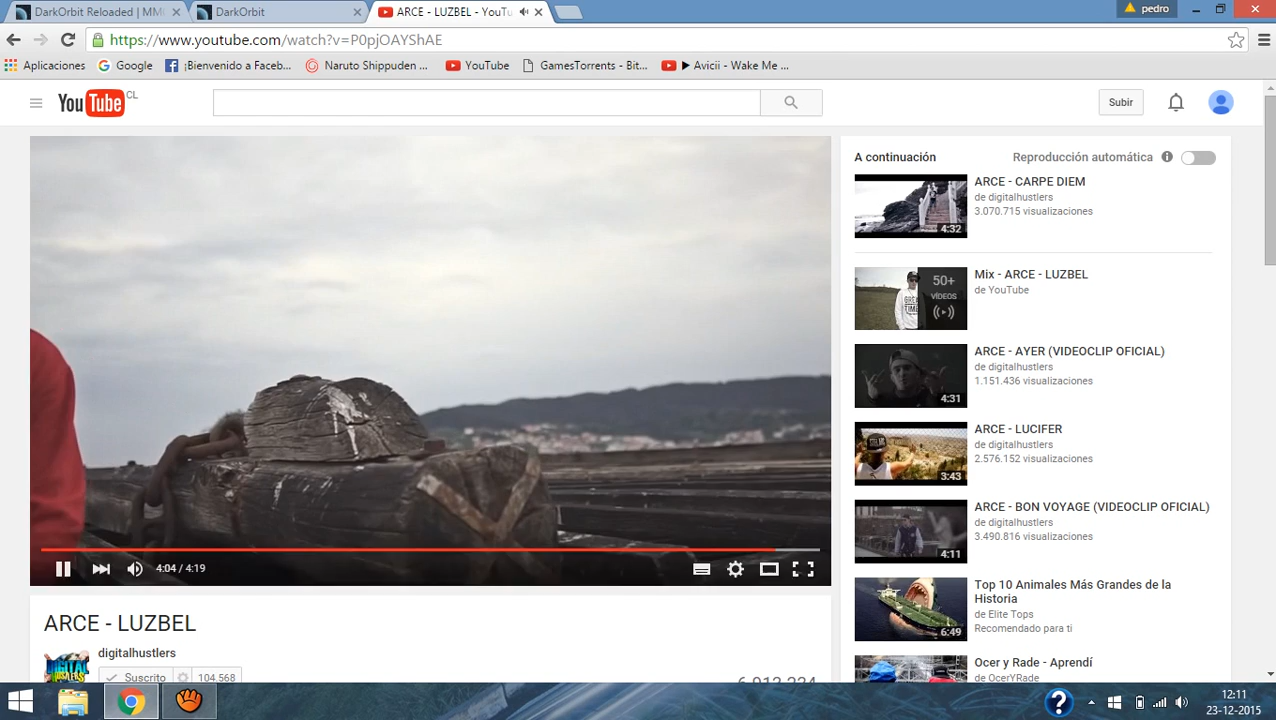 DarkOrbit Reloaded | MM
DarkOrbit
ARCE - LUZBEL - YouTu
pedro
https://www.youtube.com/watch?v=P0pjOAYShAE
Aplicaciones
Google
¡Bienvenido a Faceb...
Naruto Shippuden ...
YouTube
GamesTorrents - Bit...
▶ Avicii - Wake Me ...
YouTube CL
Subir
4:04 / 4:19
ARCE - LUZBEL
digitalhustlers
Suscrito
A continuación
Reproducción automática
ARCE - CARPE DIEM
de digitalhustlers
3.070.715 visualizaciones
4:32
Mix - ARCE - LUZBEL
de YouTube
50+
VÍDEOS
ARCE - AYER (VIDEOCLIP OFICIAL)
de digitalhustlers
1.151.436 visualizaciones
4:31
ARCE - LUCIFER
de digitalhustlers
2.576.152 visualizaciones
3:43
ARCE - BON VOYAGE (VIDEOCLIP OFICIAL)
de digitalhustlers
3.490.816 visualizaciones
4:11
Top 10 Animales Más Grandes de la
Historia
de Elite Tops
Recomendado para ti
6:49
Ocer y Rade - Aprendí
de OcerYRade
12:11
23-12-2015